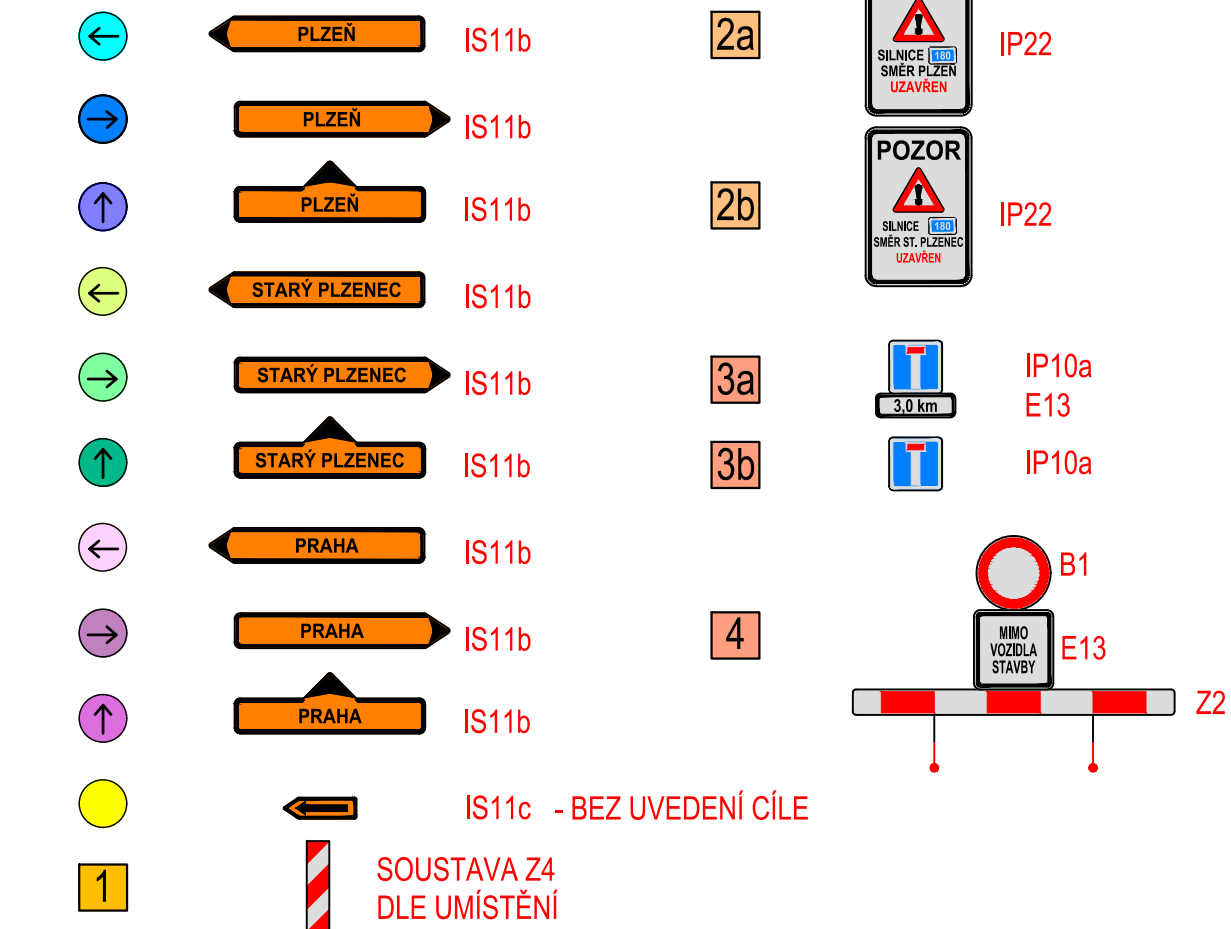 PLZEŇ
IS11b
PLZEŇ
IS11b
PLZEŇ
IS11b
STARÝ PLZENEC
IS11b
STARÝ PLZENEC
IS11b
STARÝ PLZENEC
IS11b
PRAHA
IS11b
PRAHA
IS11b
PRAHA
IS11b
IS11c - BEZ UVEDENÍ CÍLE
1
SOUSTAVA Z4
DLE UMÍSTĚNÍ
2a
SILNICE 180
SMĚR PLZEŇ
UZAVŘEN
IP22
2b
POZOR
SILNICE 180
SMĚR ST. PLZENEC
UZAVŘEN
IP22
3a
3,0 km
IP10a
E13
3b
IP10a
4
B1
MIMO
VOZIDLA
STAVBY
E13
Z2